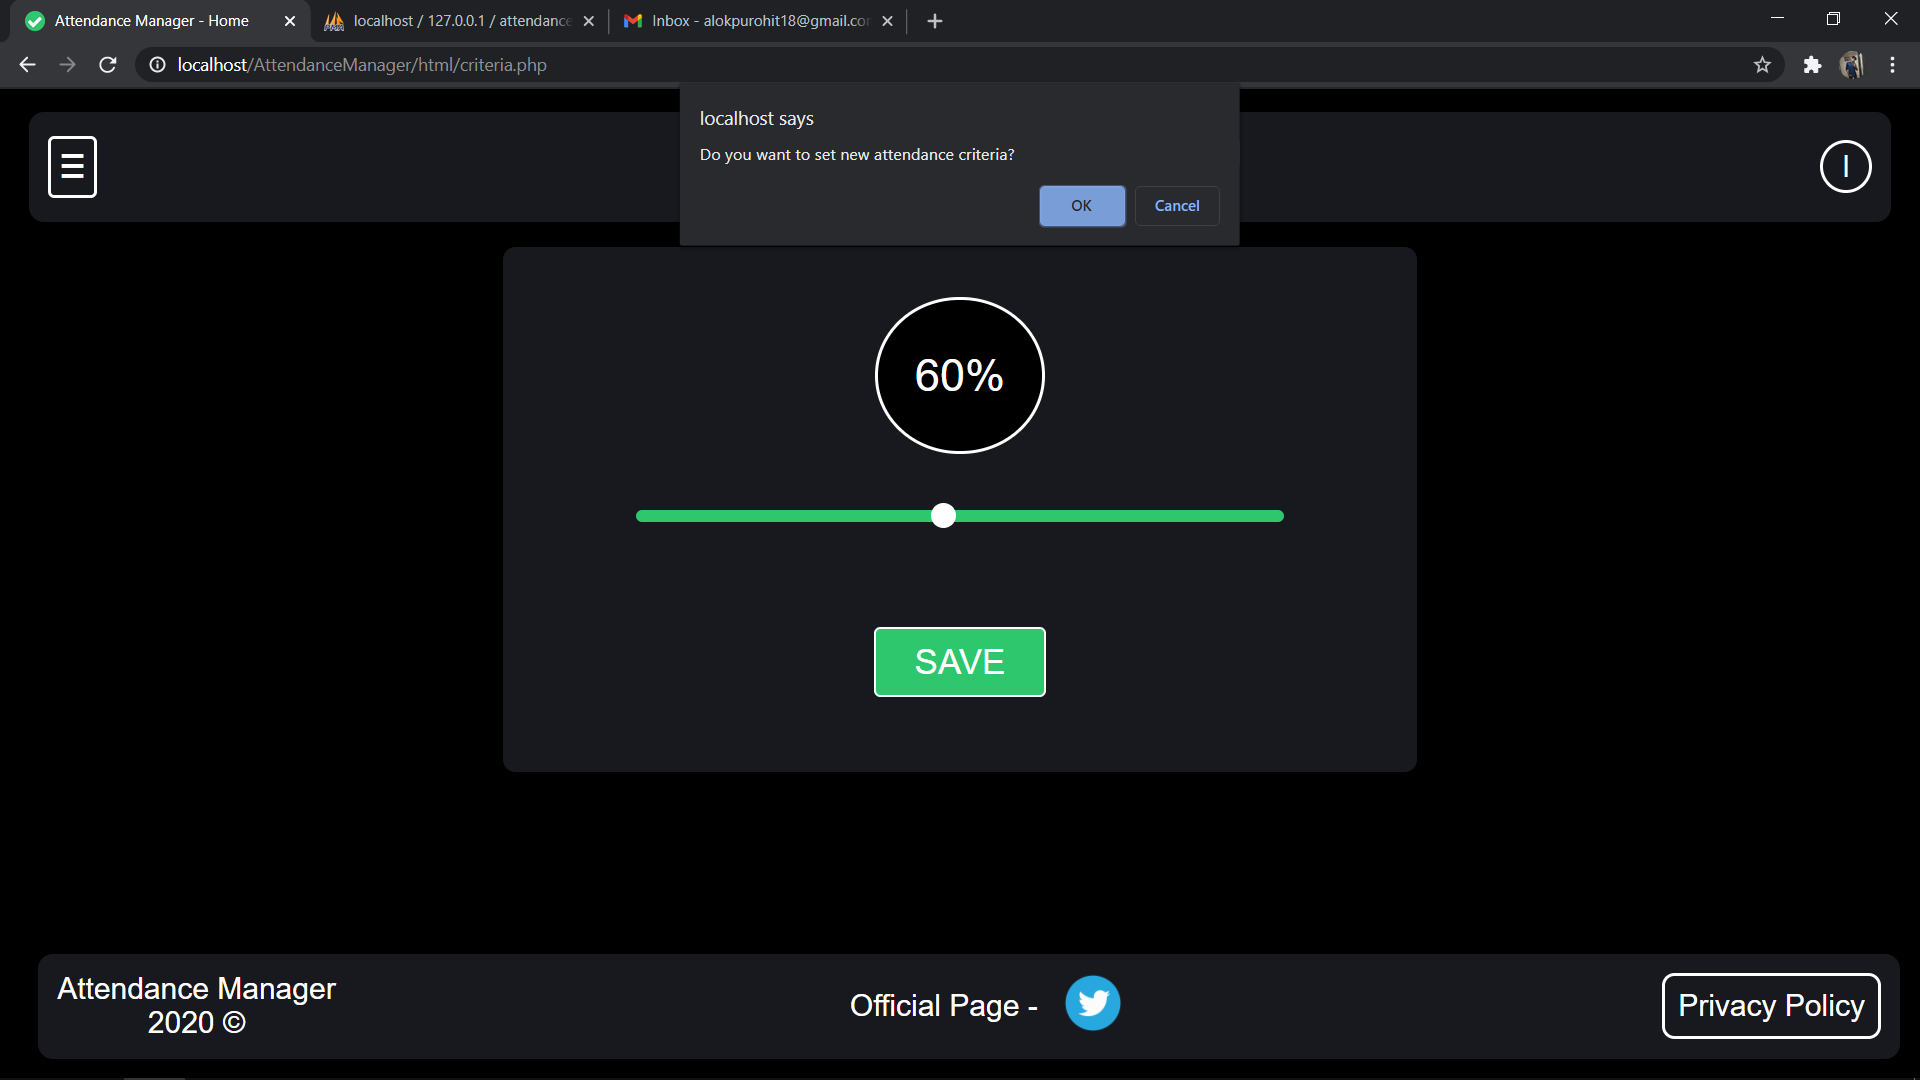 Attendance Manager - Home
localhost / 127.0.0.1 / attendance
Inbox - alokpurohit18@gmail.co
localhost/AttendanceManager/html/criteria.php
localhost says
Do you want to set new attendance criteria?
OK
Cancel
I
60%
SAVE
Attendance Manager
2020 ©
Official Page -
Privacy Policy